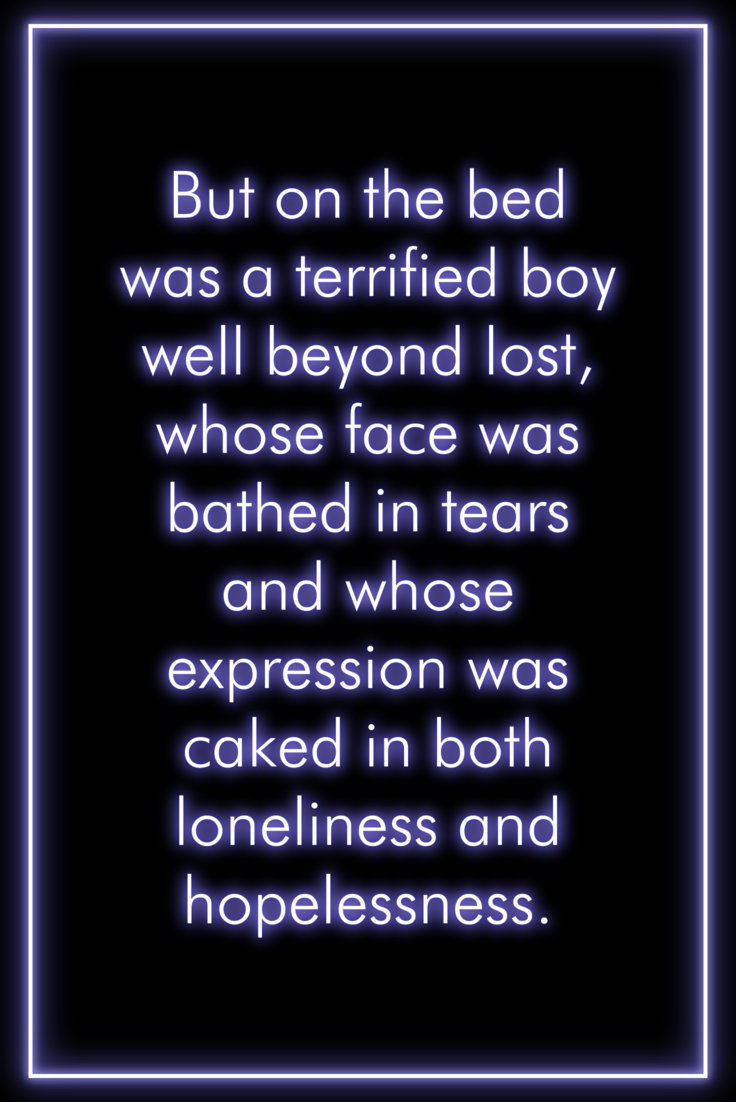 But on the bed
was a terrified boy
well beyond lost,
whose face was
bathed in tears
and whose
expression was
caked in both
loneliness and
hopelessness.